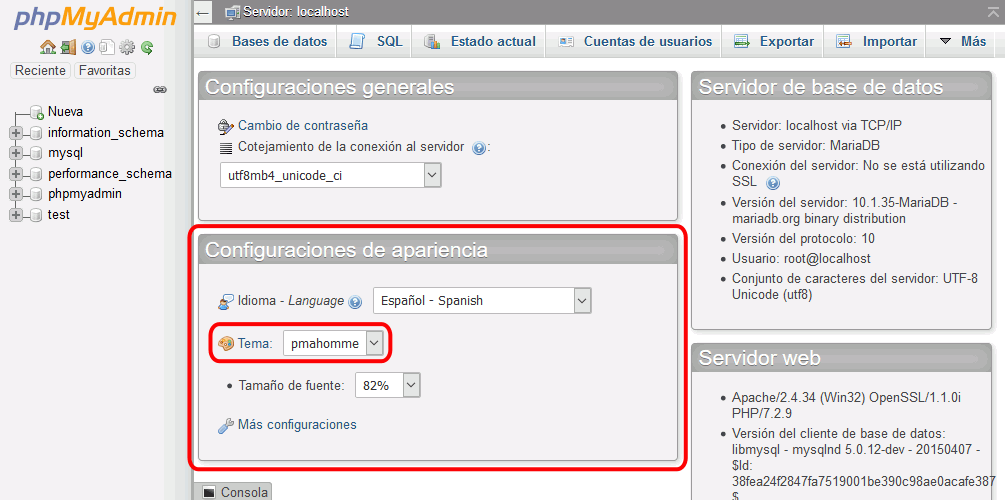 phpMyAdmin
Reciente
Favoritas
Nueva
information_schema
mysql
performance_schema
phpmyadmin
test
Servidor: localhost
Bases de datos
SQL
Estado actual
Cuentas de usuarios
Exportar
Importar
Más
Configuraciones generales
Cambio de contraseña
Cotejamiento de la conexión al servidor :
utf8mb4_unicode_ci
Configuraciones de apariencia
Idioma - Language
Español - Spanish
Tema:
pmahomme
Tamaño de fuente:
82%
Más configuraciones
Servidor de base de datos
Servidor: localhost via TCP/IP
Tipo de servidor: MariaDB
Conexión del servidor: No se está utilizando
SSL
Versión del servidor: 10.1.35-MariaDB -
mariadb.org binary distribution
Versión del protocolo: 10
Usuario: root@localhost
Conjunto de caracteres del servidor: UTF-8
Unicode (utf8)
Servidor web
Apache/2.4.34 (Win32) OpenSSL/1.1.0i
PHP/7.2.9
Versión del cliente de base de datos:
libmysql - mysqlnd 5.0.12-dev - 20150407 -
$Id:
38fea24f2847fa7519001be390c98ae0acafe387
$
Consola